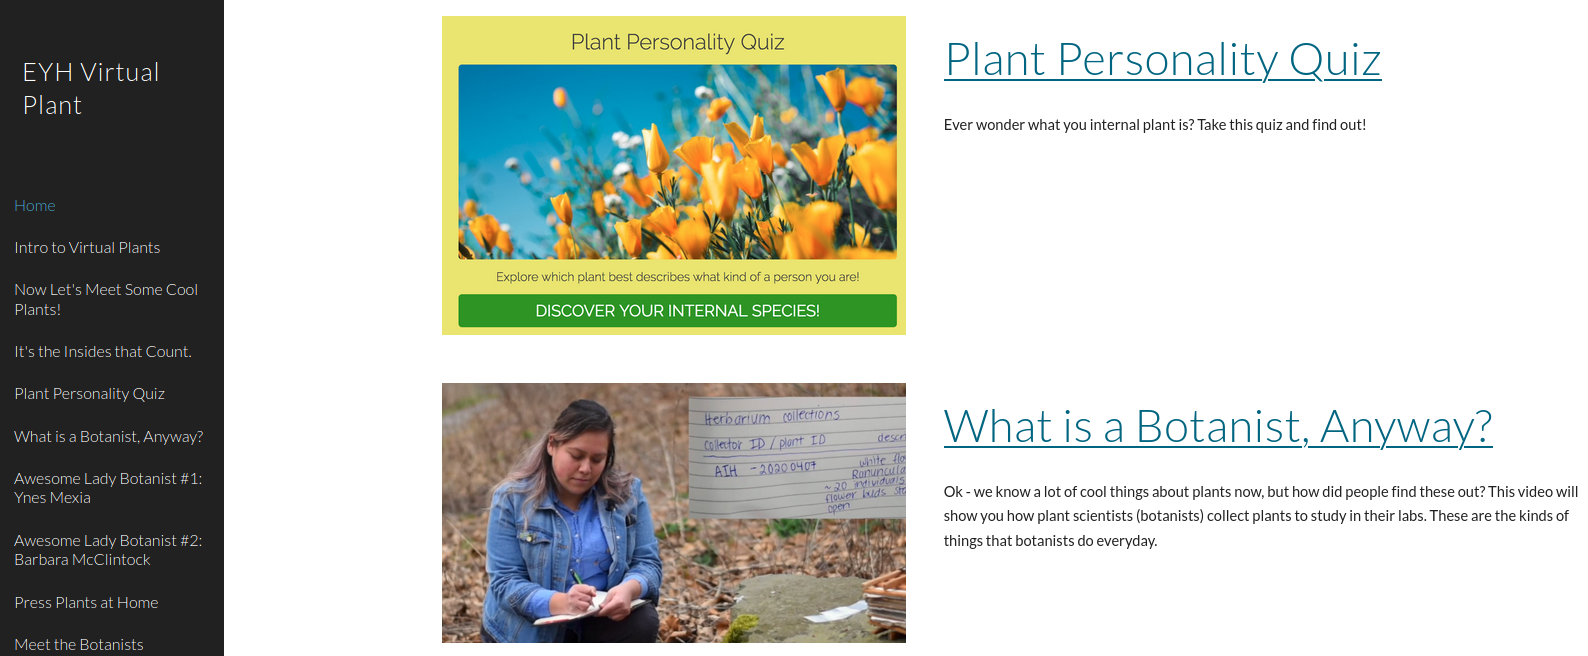 EYH Virtual
Plant
Home
Intro to Virtual Plants
Now Let's Meet Some Cool
Plants!
It's the Insides that Count.
Plant Personality Quiz
What is a Botanist, Anyway?
Awesome Lady Botanist #1:
Ynes Mexia
Awesome Lady Botanist #2:
Barbara McClintock
Press Plants at Home
Meet the Botanists
Plant Personality Quiz
Explore which plant best describes what kind of a person you are!
DISCOVER YOUR INTERNAL SPECIES!
Plant Personality Quiz
Ever wonder what you internal plant is? Take this quiz and find out!
Herbarium collections
collector ID / plant ID descri
AIH - 20200407 white flo
Ranuncula
~ 20 individuals
flower buds
open
What is a Botanist, Anyway?
Ok - we know a lot of cool things about plants now, but how did people find these out? This video will
show you how plant scientists (botanists) collect plants to study in their labs. These are the kinds of
things that botanists do everyday.